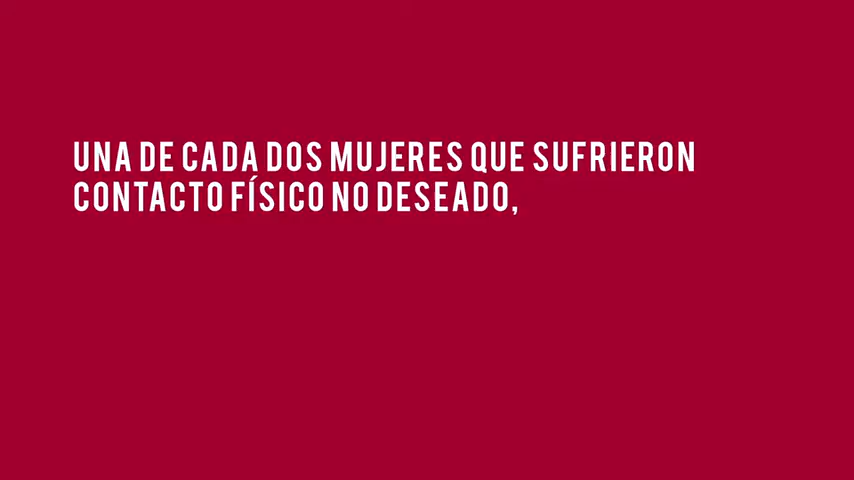 UNA DE CADA DOS MUJERES QUE SUFRIERON
CONTACTO FÍSICO NO DESEADO,